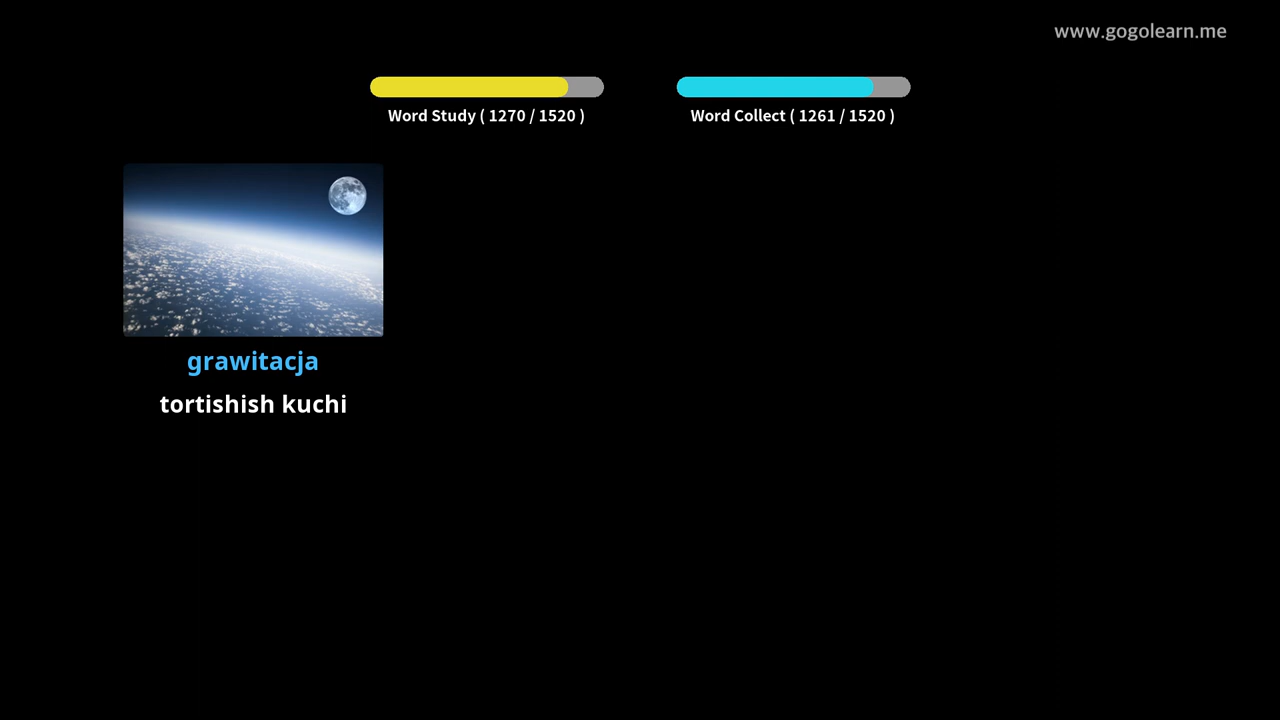 www.gogolearn.me
Word Study ( 1270 / 1520 )
Word Collect ( 1261 / 1520 )
grawitacja
tortishish kuchi